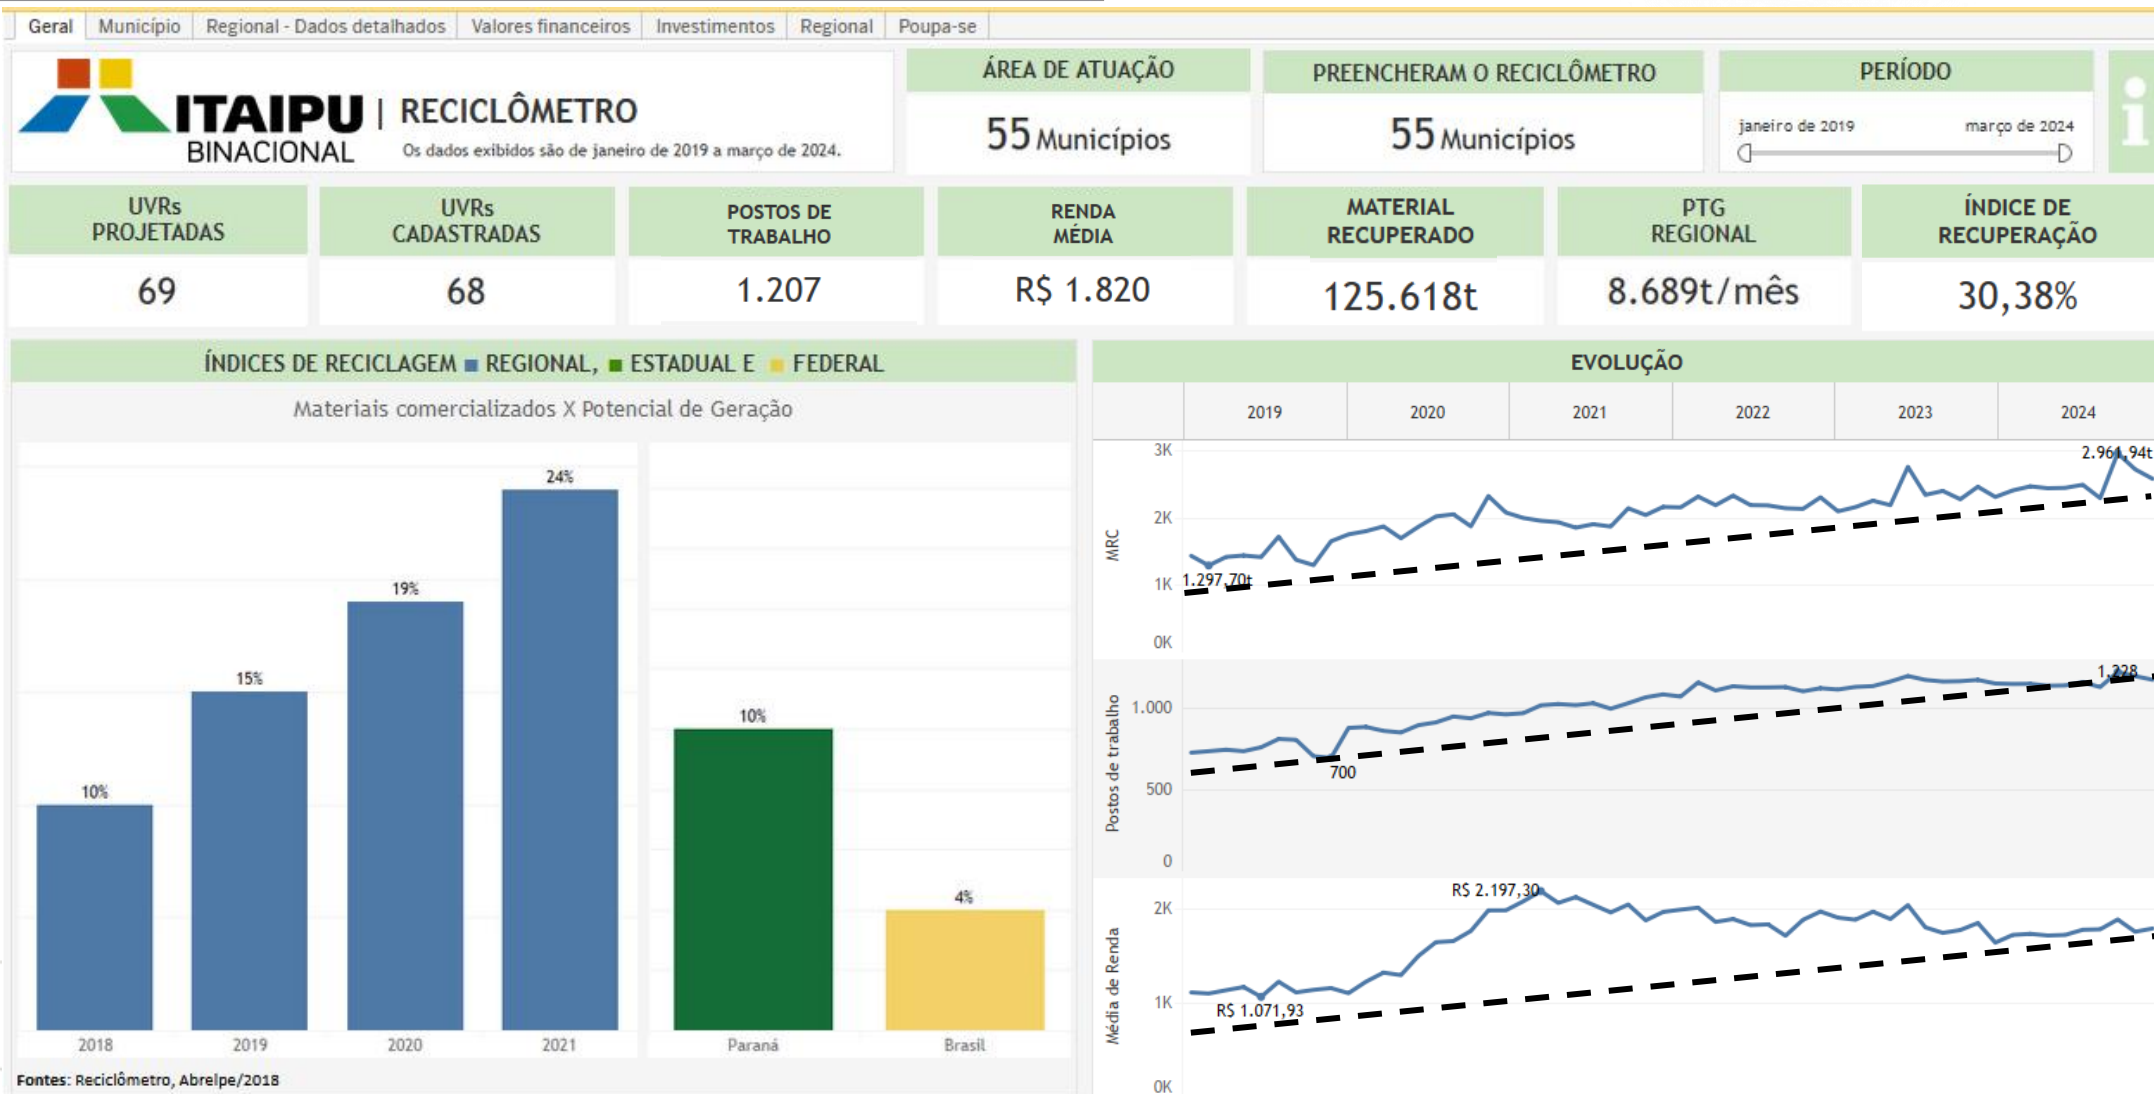 Geral Município Regional - Dados detalhados Valores financeiros Investimentos Regional Poupa-se
ITAIPU
BINACIONAL
| RECICLÔMETRO
Os dados exibidos são de janeiro de 2019 a março de 2024.
ÁREA DE ATUAÇÃO
55 Municípios
PREENCHERAM O RECICLÔMETRO
55 Municípios
PERÍODO
janeiro de 2019 março de 2024
i
UVRs
PROJETADAS
69
UVRs
CADASTRADAS
68
POSTOS DE
TRABALHO
1.207
RENDA
MÉDIA
R$ 1.820
MATERIAL
RECUPERADO
125.618t
PTG
REGIONAL
8.689t/mês
ÍNDICE DE
RECUPERAÇÃO
30,38%
ÍNDICES DE RECICLAGEM REGIONAL, ESTADUAL E FEDERAL
Materiais comercializados X Potencial de Geração
24%
19%
15%
10%
10%
4%
2018 2019 2020 2021 Paraná Brasil
Fontes: Reciclômetro, Abrelpe/2018
EVOLUÇÃO
2019 2020 2021 2022 2023 2024
MRC
3K
2K
1K
0K
2.961,94t
1.297,70t
Postos de trabalho
1.000
500
0
1,228
700
Média de Renda
2K
1K
0K
R$ 2.197,30
R$ 1.071,93